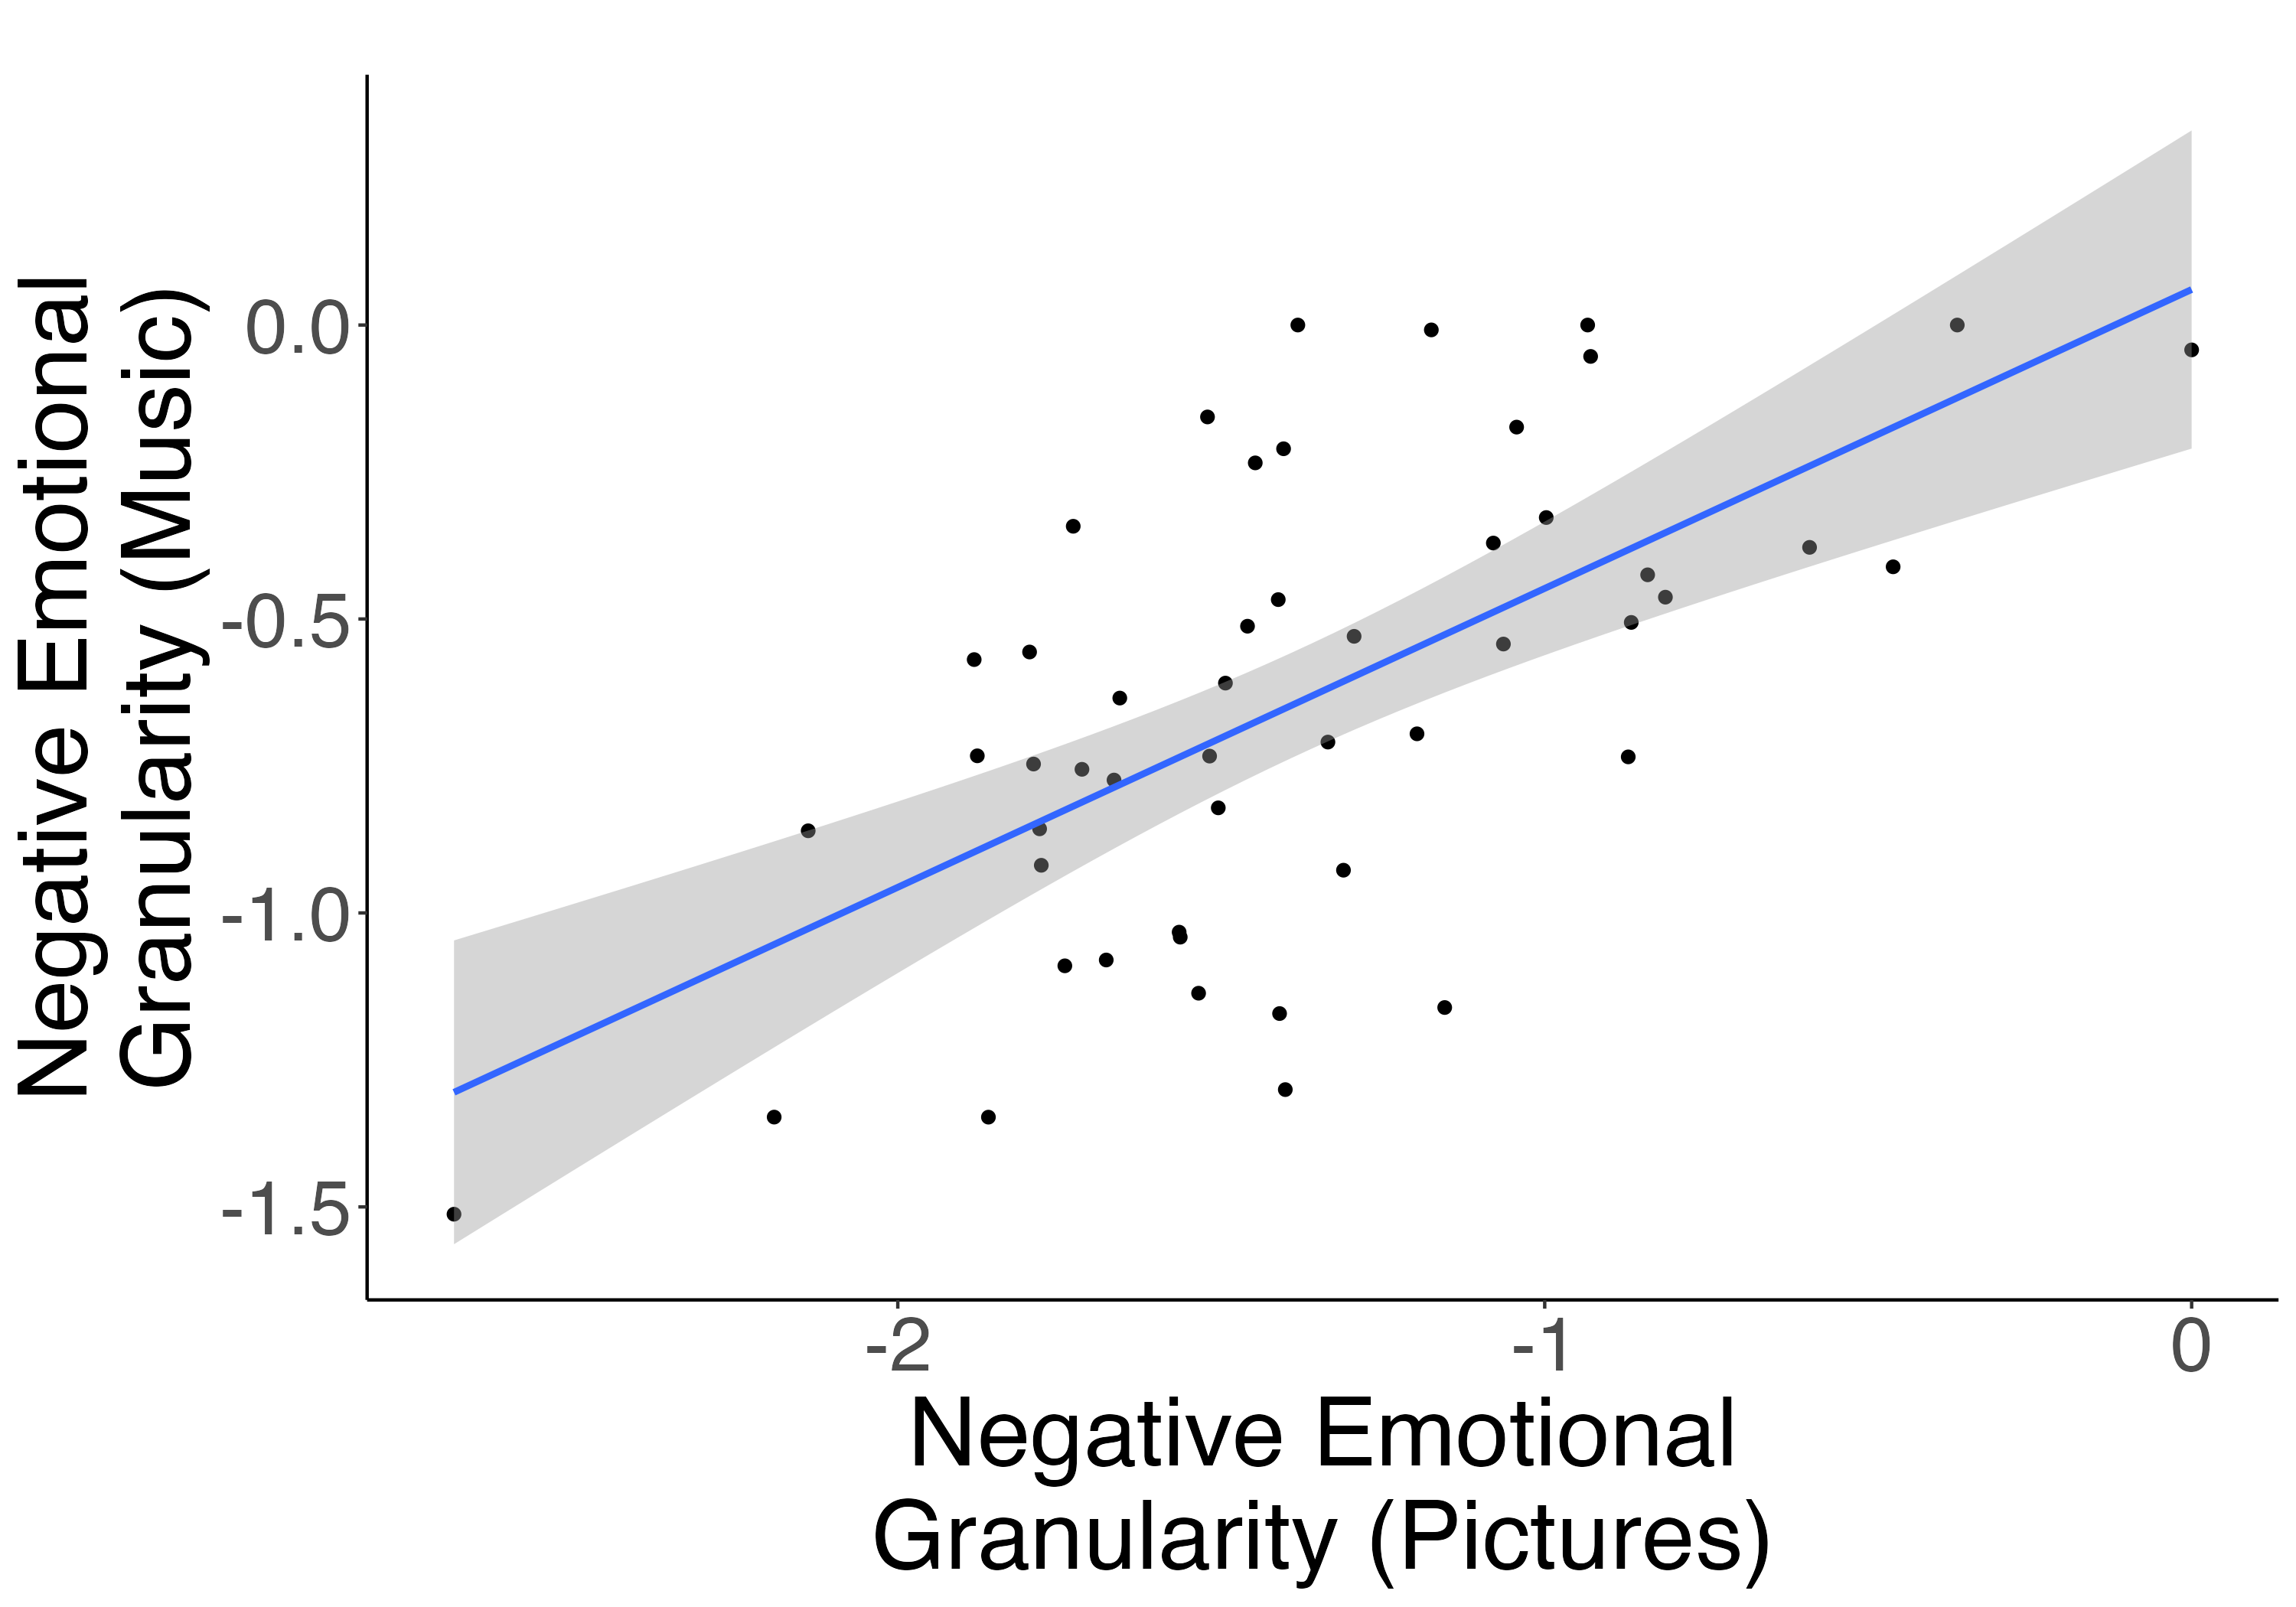 Negative Emotional
Granularity (Music)
0.0
-0.5
-1.0
-1.5
-2
-1
0
Negative Emotional
Granularity (Pictures)